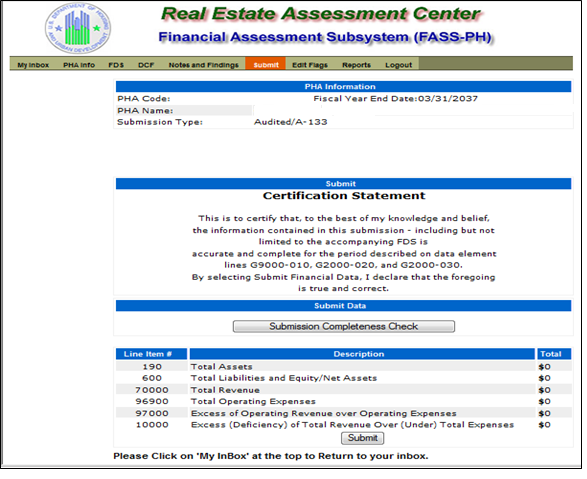 U.S. DEPARTMENT OF HOUSING AND URBAN DEVELOPMENT
Real Estate Assessment Center
Financial Assessment Subsystem (FASS-PH)
My Inbox PHA Info FDS DCF Notes and Findings Submit Edit Flags Reports Logout
PHA Information
PHA Code: Fiscal Year End Date:03/31/2037
PHA Name:
Submission Type: Audited/A-133
Submit
Certification Statement
This is to certify that, to the best of my knowledge and belief,
the information contained in this submission - including but not
limited to the accompanying FDS is
accurate and complete for the period described on data element
lines G9000-010, G2000-020, and G2000-030.
By selecting Submit Financial Data, I declare that the foregoing
is true and correct.
Submit Data
Submission Completeness Check
Line Item # Description Total
190 Total Assets $0
600 Total Liabilities and Equity/Net Assets $0
70000 Total Revenue $0
96900 Total Operating Expenses $0
97000 Excess of Operating Revenue over Operating Expenses $0
10000 Excess (Deficiency) of Total Revenue Over (Under) Total Expenses $0
Submit
Please Click on 'My InBox' at the top to Return to your inbox.